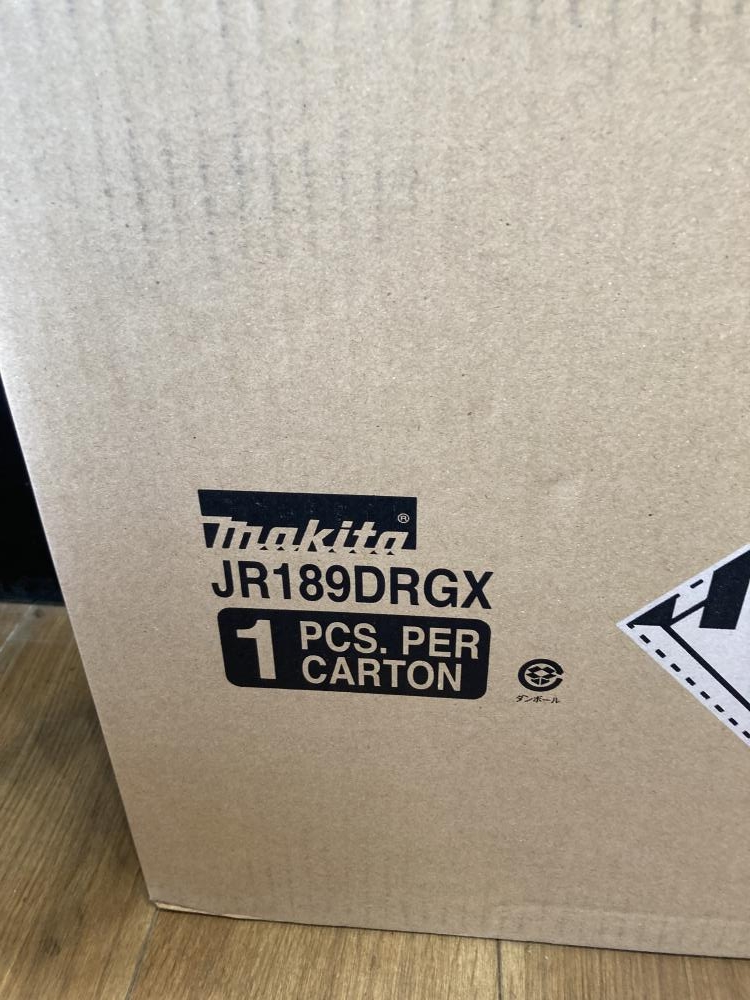 makita®
JR189DRGX
1 PCS. PER
CARTON
ダンボール